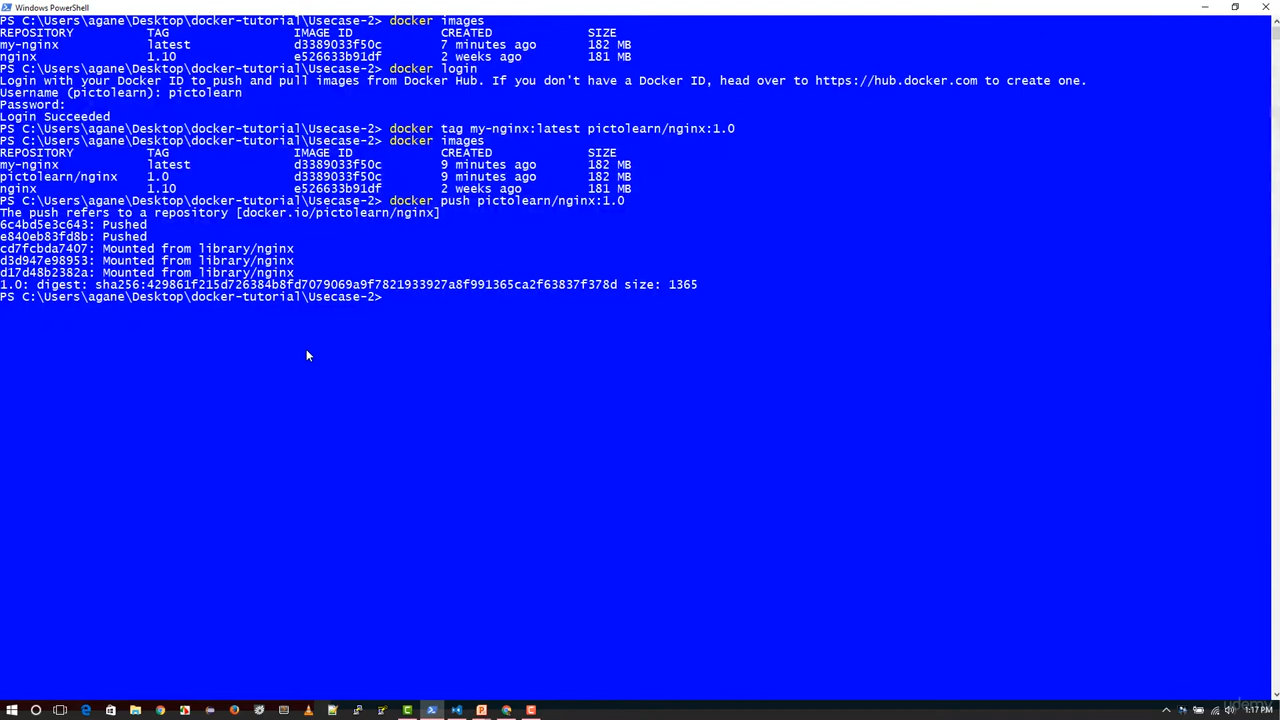 Windows PowerShell
PS C:\Users\agane\Desktop\docker-tutorial\Usecase-2> docker images
REPOSITORY TAG IMAGE ID CREATED SIZE
my-nginx latest d3389033f50c 7 minutes ago 182 MB
nginx 1.10 e526633b91df 2 weeks ago 181 MB
PS C:\Users\agane\Desktop\docker-tutorial\Usecase-2> docker login
Login with your Docker ID to push and pull images from Docker Hub. If you don't have a Docker ID, head over to https://hub.docker.com to create one.
Username (pictolearn): pictolearn
Password:
Login Succeeded
PS C:\Users\agane\Desktop\docker-tutorial\Usecase-2> docker tag my-nginx:latest pictolearn/nginx:1.0
PS C:\Users\agane\Desktop\docker-tutorial\Usecase-2> docker images
REPOSITORY TAG IMAGE ID CREATED SIZE
my-nginx latest d3389033f50c 9 minutes ago 182 MB
pictolearn/nginx 1.0 d3389033f50c 9 minutes ago 182 MB
nginx 1.10 e526633b91df 2 weeks ago 181 MB
PS C:\Users\agane\Desktop\docker-tutorial\Usecase-2> docker push pictolearn/nginx:1.0
The push refers to a repository [docker.io/pictolearn/nginx]
6c4bd5e3c643: Pushed
e840eb83fd8b: Pushed
cd7fcbda7407: Mounted from library/nginx
d3d947e98953: Mounted from library/nginx
d17d48b2382a: Mounted from library/nginx
1.0: digest: sha256:429861f215d726384b8fd7079069a9f7821933927a8f991365ca2f63837f378d size: 1365
PS C:\Users\agane\Desktop\docker-tutorial\Usecase-2>
udemy
1:17 PM